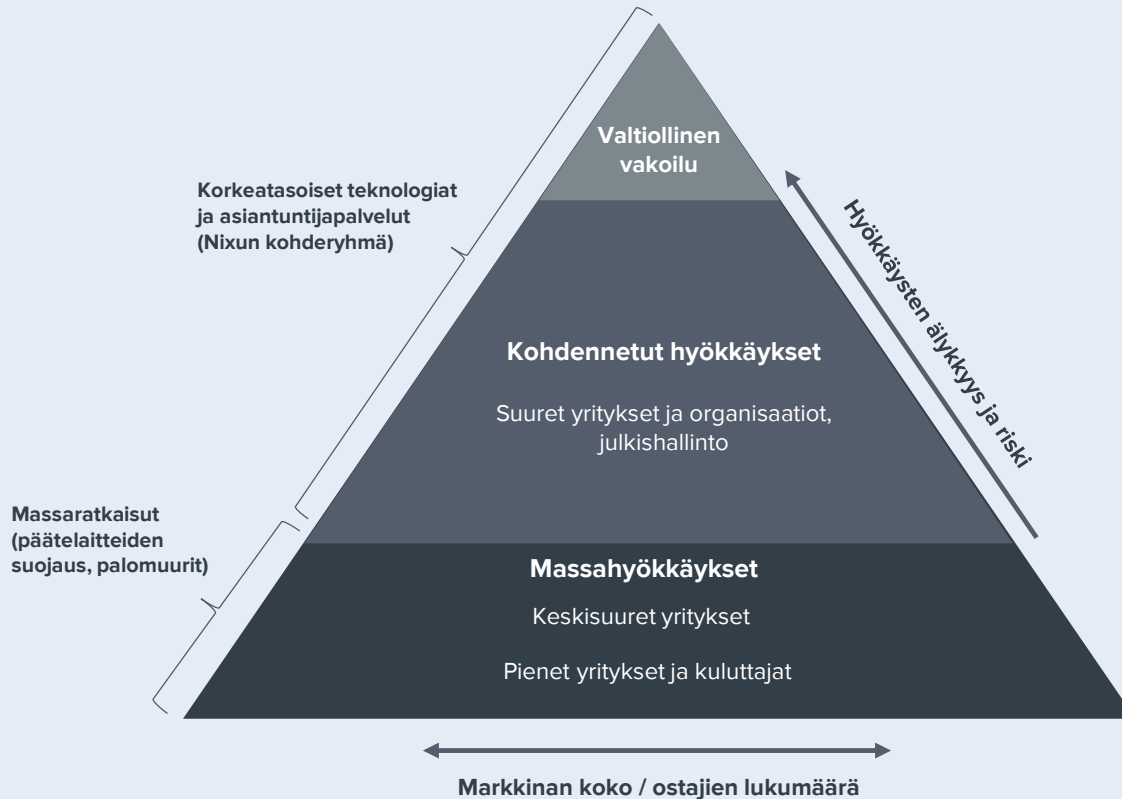 Valtiollinen
vakoilu
Korkeatasoiset teknologiat
ja asiantuntijapalvelut
(Nixun kohderyhmä)
Hyökkäysten älykkyys ja riski
Kohdennetut hyökkäykset
Suuret yritykset ja organisaatiot,
julkishallinto
Massaratkaisut
(päätelaitteiden
suojaus, palomuurit)
Massahyökkäykset
Keskisuuret yritykset
Pienet yritykset ja kuluttajat
Markkinan koko / ostajien lukumäärä